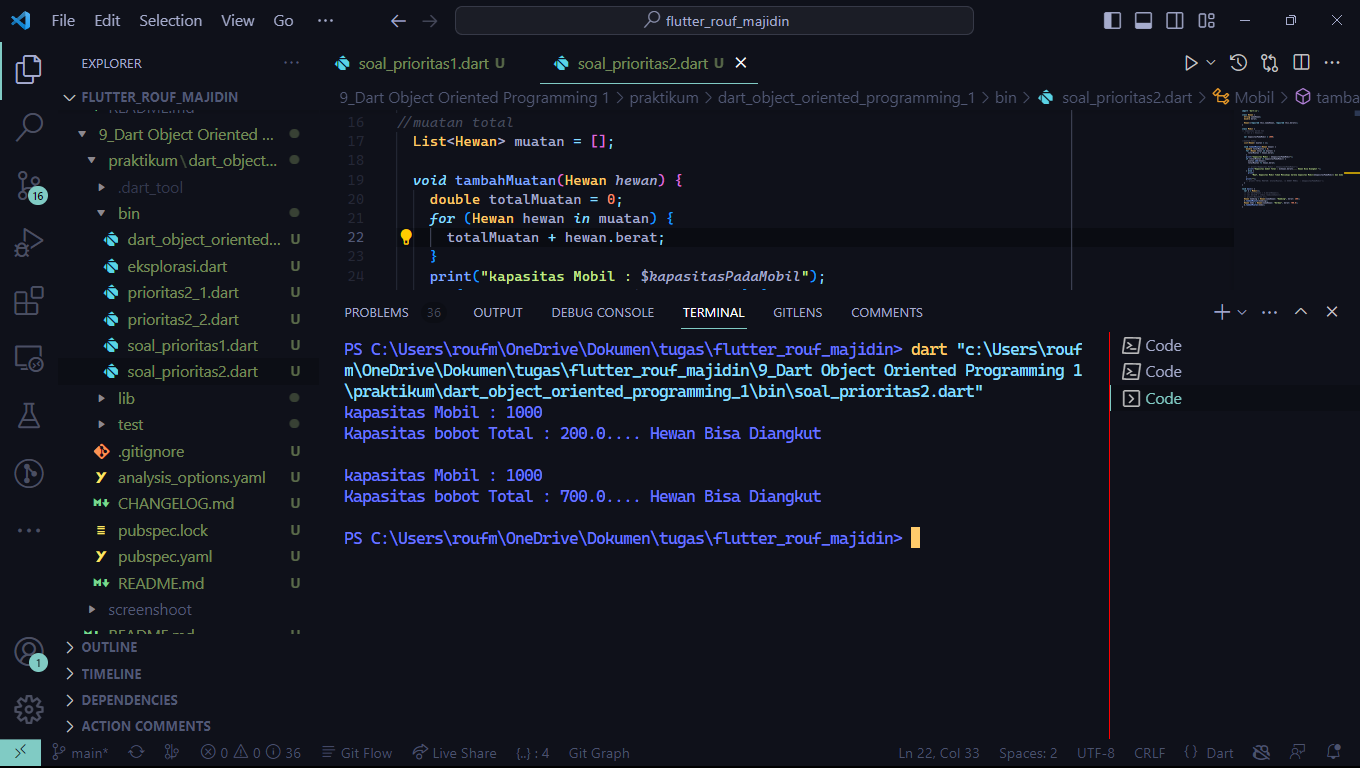 File Edit Selection View Go ··· flutter_rouf_majidin
EXPLORER ···
FLUTTER_ROUF_MAJIDIN
9_Dart Object Oriented ...
praktikum\dart_object...
.dart_tool
bin
dart_object_oriented... U
eksplorasi.dart U
prioritas2_1.dart U
prioritas2_2.dart U
soal_prioritas1.dart U
soal_prioritas2.dart U
lib
test
.gitignore U
analysis_options.yaml U
CHANGELOG.md U
pubspec.lock U
pubspec.yaml U
README.md U
screenshoot
README.md U
OUTLINE
TIMELINE
DEPENDENCIES
ACTION COMMENTS
16
1
soal_prioritas1.dart U soal_prioritas2.dart U
9_Dart Object Oriented Programming 1 > praktikum > dart_object_oriented_programming_1 > bin > soal_prioritas2.dart > Mobil > tamba
16 //muatan total
17 List<Hewan> muatan = [];
18
19 void tambahMuatan(Hewan hewan) {
20 double totalMuatan = 0;
21 for (Hewan hewan in muatan) {
22 totalMuatan + hewan.berat;
23 }
24 print("kapasitas Mobil : $kapasitasPadaMobil");
PROBLEMS 36 OUTPUT DEBUG CONSOLE TERMINAL GITLENS COMMENTS
PS C:\Users\roufm\OneDrive\Dokumen\tugas\flutter_rouf_majidin> dart "c:\Users\rouf
m\OneDrive\Dokumen\tugas\flutter_rouf_majidin\9_Dart Object Oriented Programming 1
\praktikum\dart_object_oriented_programming_1\bin\soal_prioritas2.dart"
kapasitas Mobil : 1000
Kapasitas bobot Total : 200.0.... Hewan Bisa Diangkut
kapasitas Mobil : 1000
Kapasitas bobot Total : 700.0.... Hewan Bisa Diangkut
PS C:\Users\roufm\OneDrive\Dokumen\tugas\flutter_rouf_majidin>
Code
Code
Code
main* 0 0 36 Git Flow Live Share {..} : 4 Git Graph Ln 22, Col 33 Spaces: 2 UTF-8 CRLF {} Dart